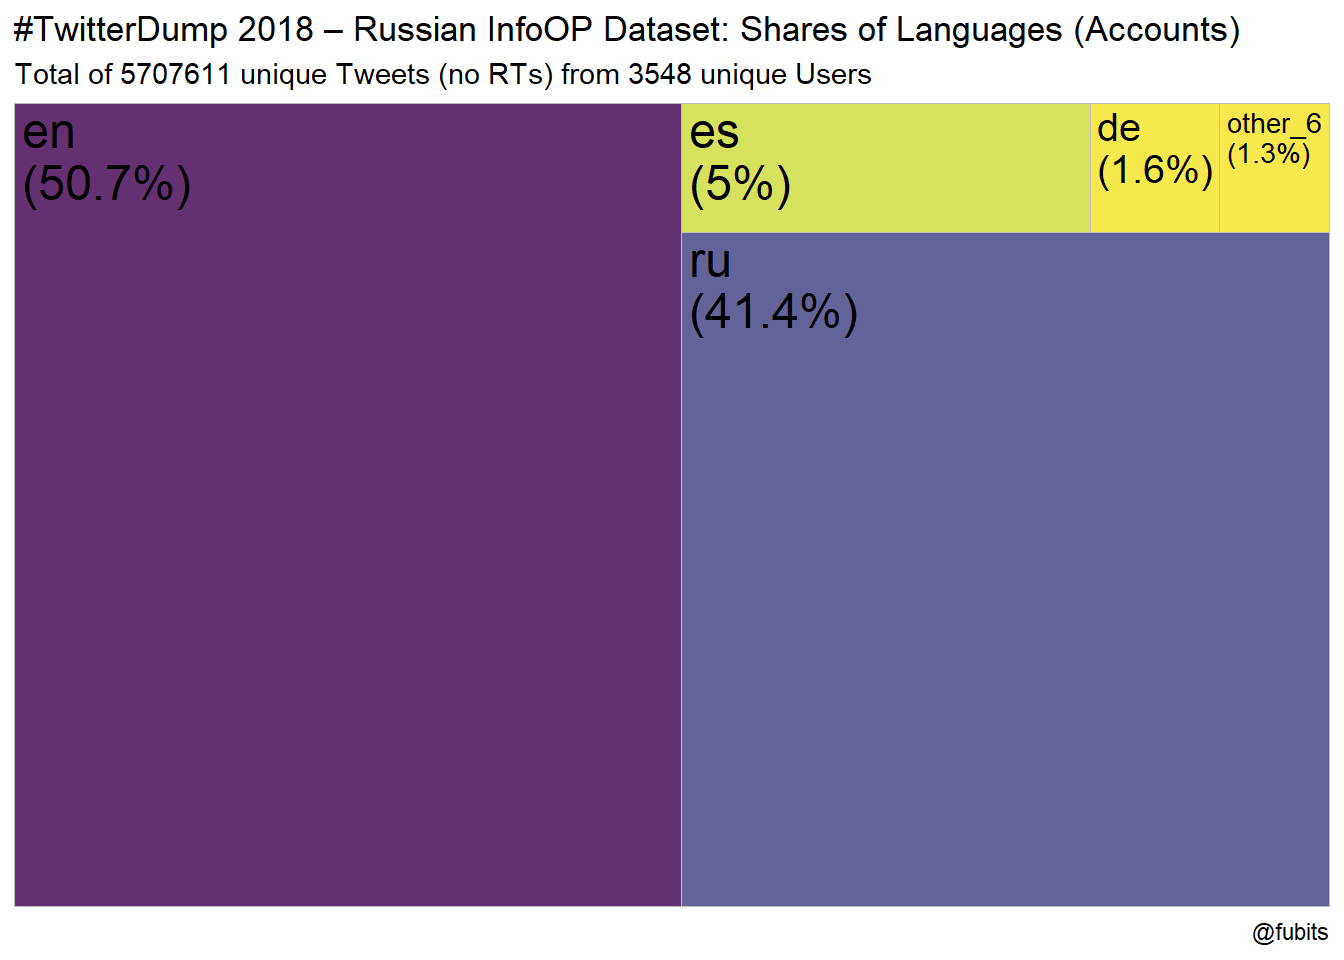 #TwitterDump 2018 – Russian InfoOP Dataset: Shares of Languages (Accounts)
Total of 5707611 unique Tweets (no RTs) from 3548 unique Users
en
(50.7%)
es
(5%)
de
(1.6%)
other_6
(1.3%)
ru
(41.4%)
@fubits